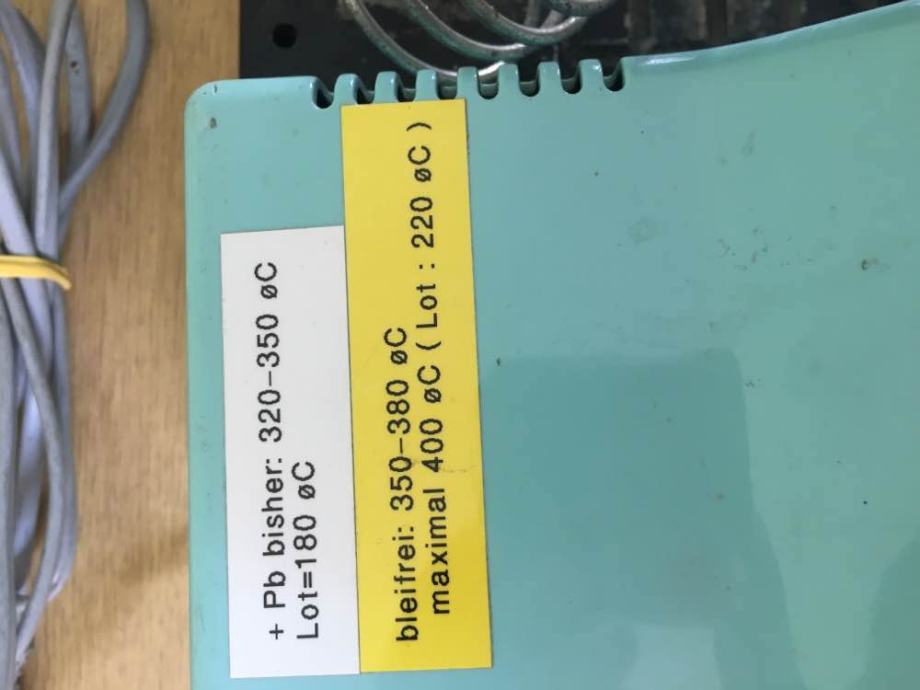 + Pb bisher: 320-350 øC
Lot=180 øC
bleifrei: 350-380 øC
maximal 400 øC ( Lot : 220 øC )